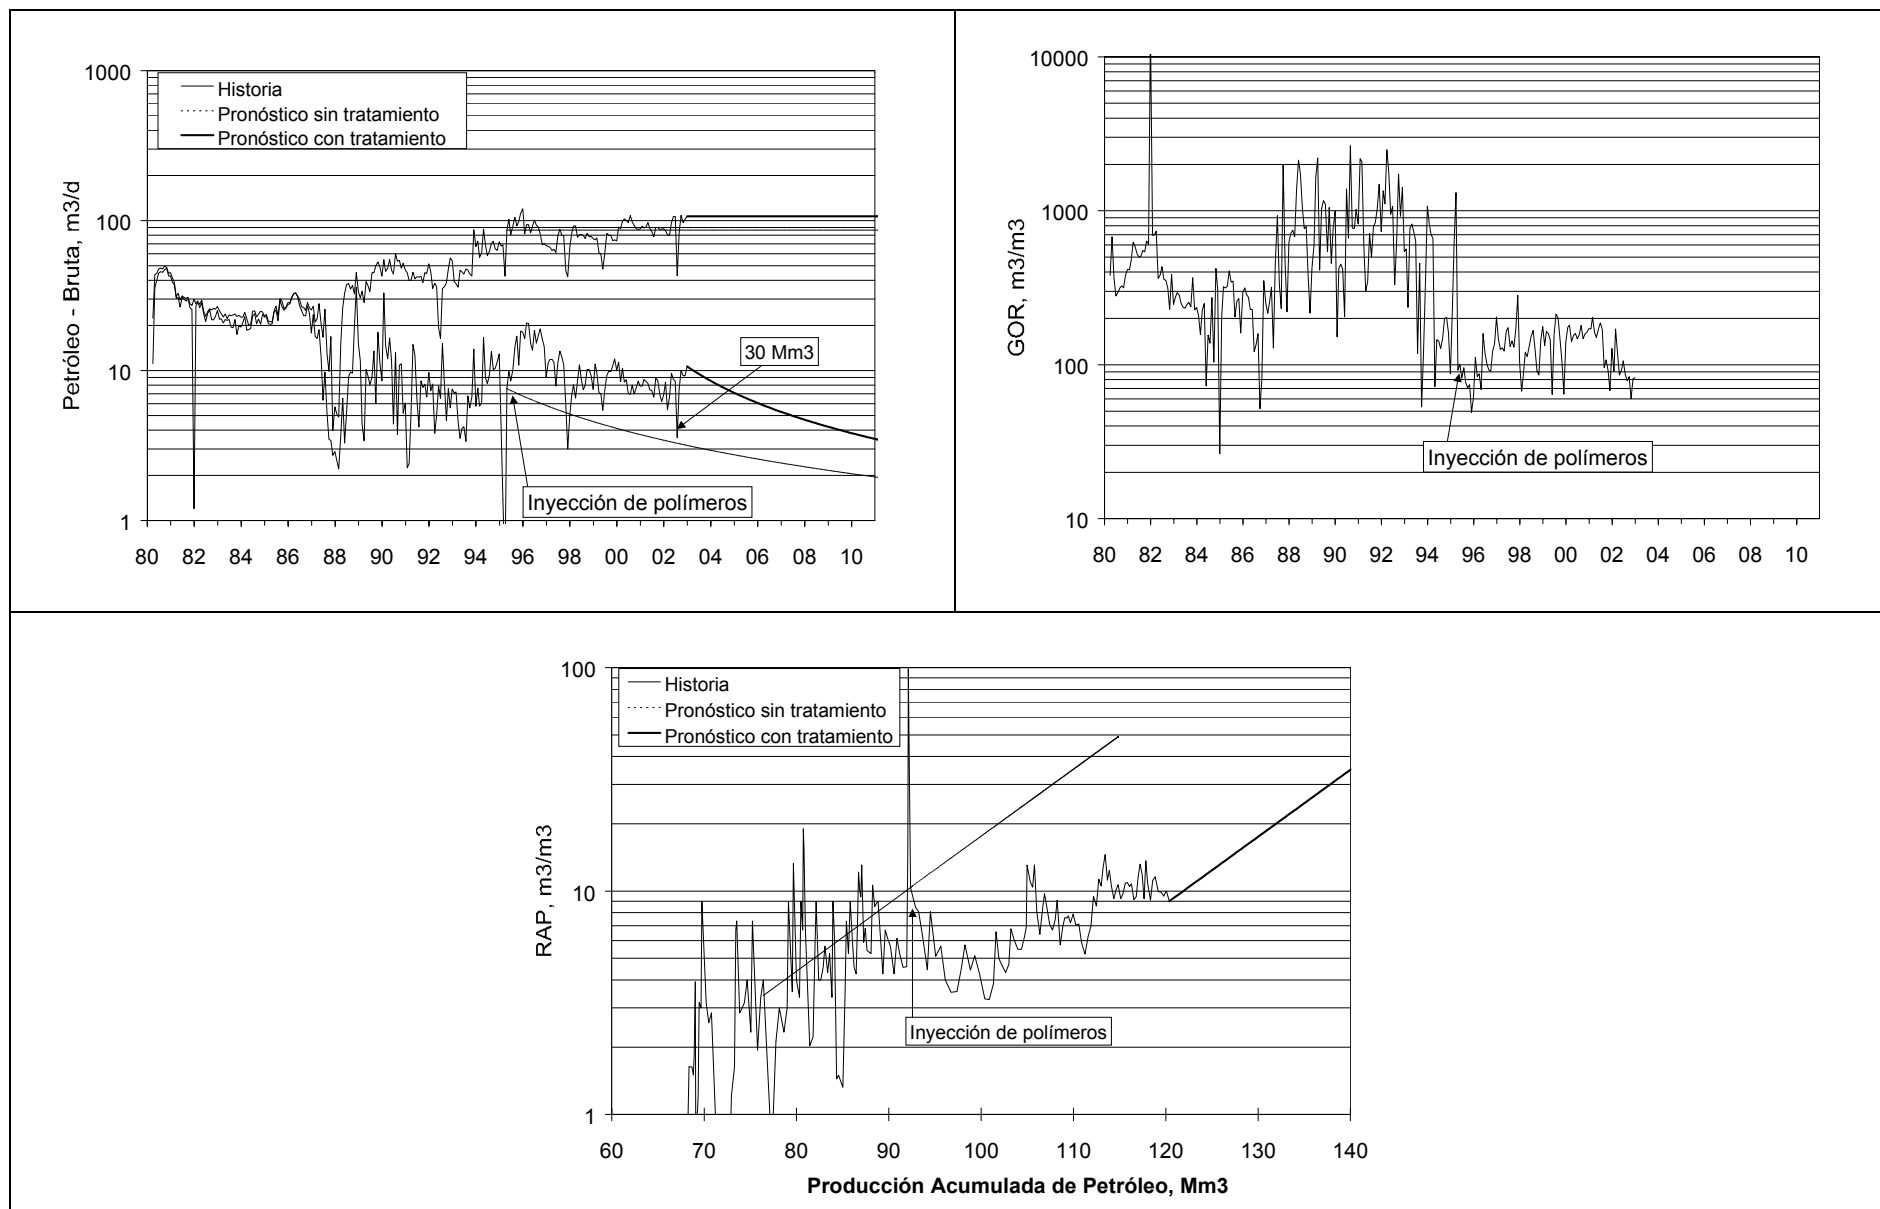 1000
100
10
1
Petróleo - Bruta, m3/d
Historia
Pronóstico sin tratamiento
Pronóstico con tratamiento
30 Mm3
Inyección de polímeros
80 82 84 86 88 90 92 94 96 98 00 02 04 06 08 10
10000
1000
100
10
GOR, m3/m3
Inyección de polímeros
80 82 84 86 88 90 92 94 96 98 00 02 04 06 08 10
100
10
1
RAP, m3/m3
Historia
Pronóstico sin tratamiento
Pronóstico con tratamiento
Inyección de polímeros
60 70 80 90 100 110 120 130 140
Producción Acumulada de Petróleo, Mm3